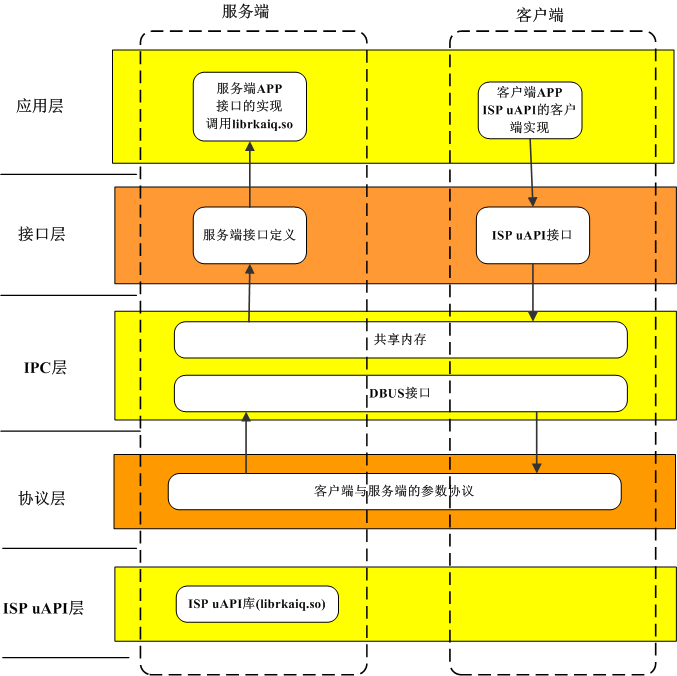 服务端
客户端
应用层
服务端APP
接口的实现
调用librkaiq.so
客户端APP
ISP uAPI的客户
端实现
接口层
服务端接口定义
ISP uAPI接口
IPC层
共享内存
DBUS接口
协议层
客户端与服务端的参数协议
ISP uAPI层
ISP uAPI库(librkaiq.so)